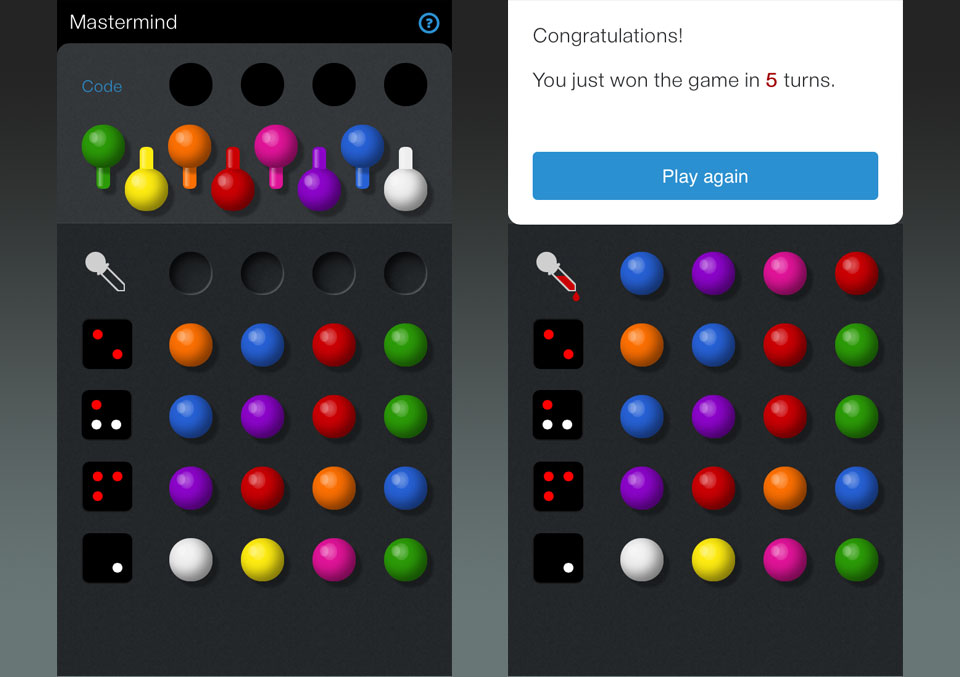 Mastermind
?
Code
Congratulations!
You just won the game in 5 turns.
Play again